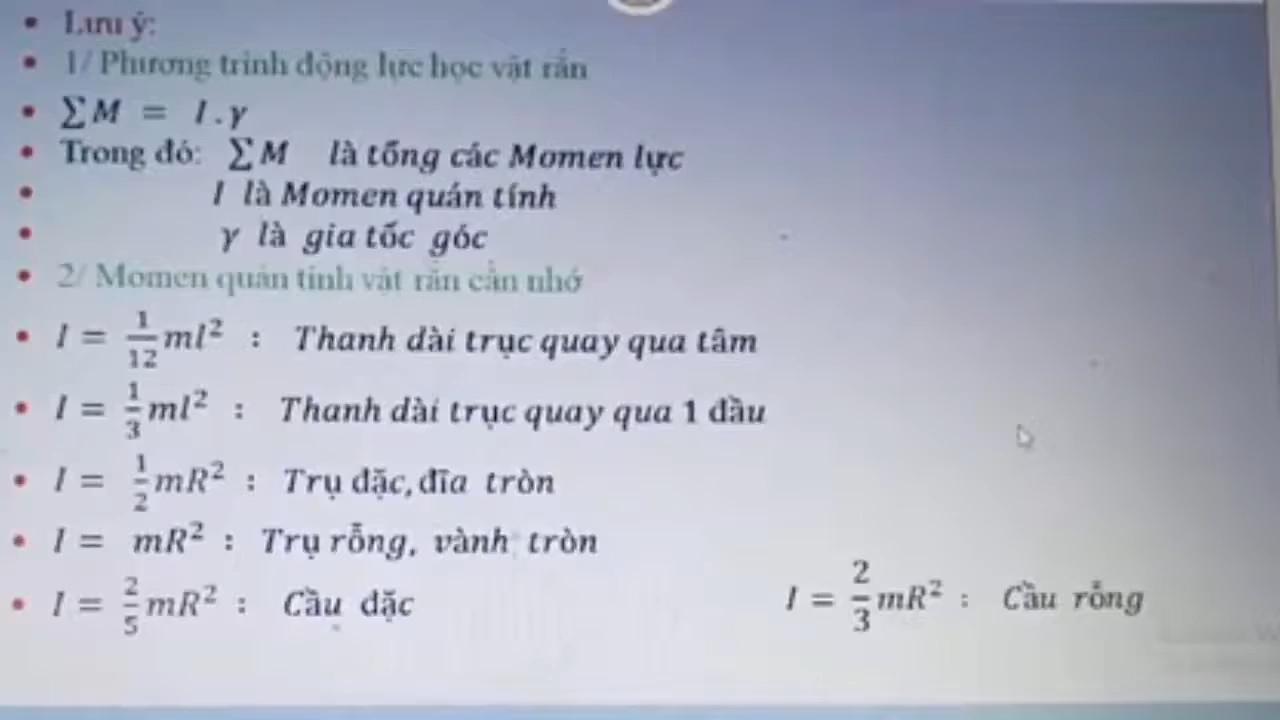 • Lưu ý:
• 1/ Phương trình động lực học vật rắn
• ∑M = I.γ
• Trong đó: ∑M là tổng các Momen lực
• I là Momen quán tính
• γ là gia tốc góc
• 2/ Momen quán tính vật rắn cần nhớ
• I = 1/12 ml² : Thanh dài trục quay qua tâm
• I = 1/3 ml² : Thanh dài trục quay qua 1 đầu
• I = 1/2 mR² : Trụ đặc, đĩa tròn
• I = mR² : Trụ rỗng, vành tròn
• I = 2/5 mR² : Cầu đặc
I = 2/3 mR² : Cầu rỗng